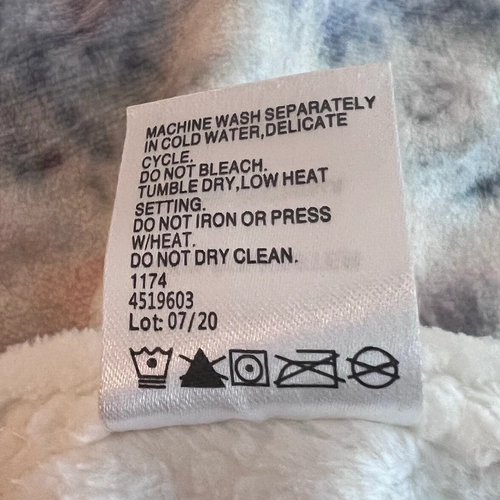 MACHINE WASH SEPARATELY
IN COLD WATER,DELICATE
CYCLE.
DO NOT BLEACH.
TUMBLE DRY,LOW HEAT
SETTING.
DO NOT IRON OR PRESS
W/HEAT.
DO NOT DRY CLEAN.
1174
4519603
Lot: 07/20